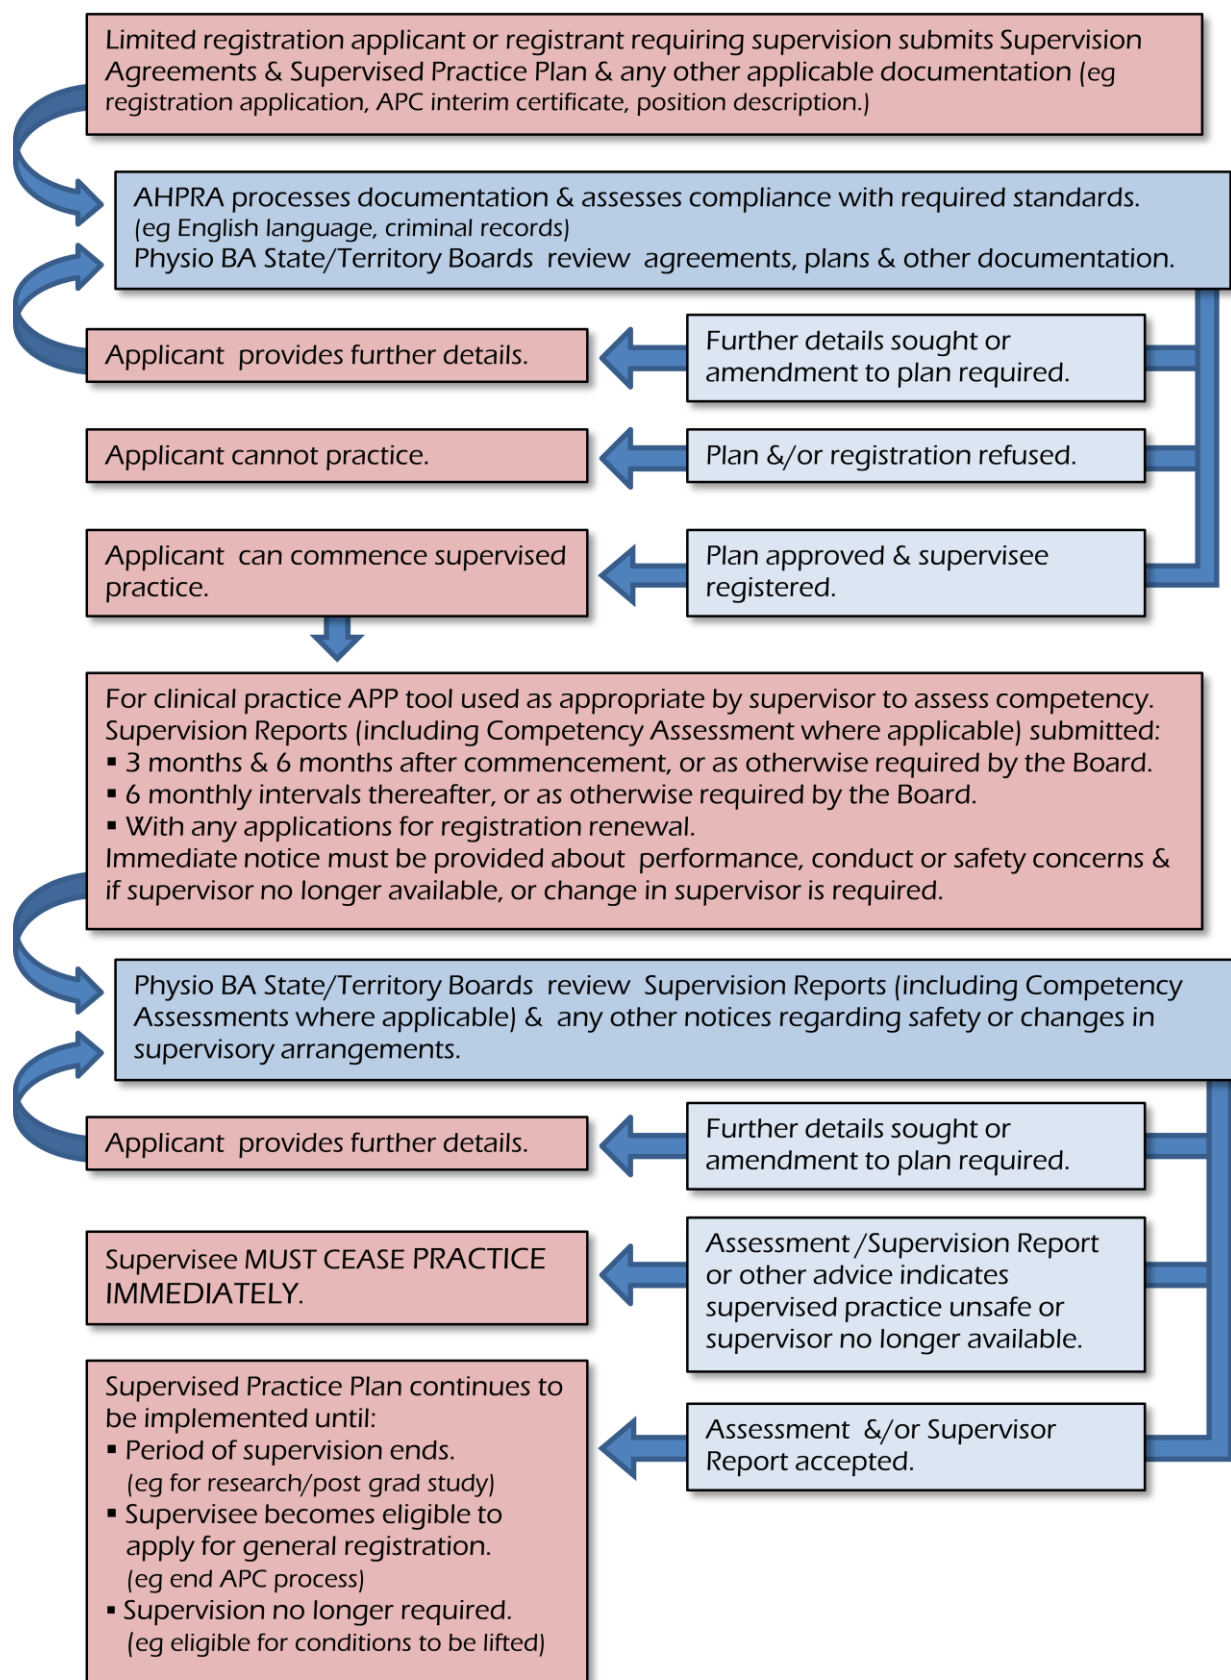 Limited registration applicant or registrant requiring supervision submits Supervision
Agreements & Supervised Practice Plan & any other applicable documentation (eg
registration application, APC interim certificate, position description.)
AHPRA processes documentation & assesses compliance with required standards.
(eg English language, criminal records)
Physio BA State/Territory Boards review agreements, plans & other documentation.
Applicant provides further details.
Further details sought or
amendment to plan required.
Applicant cannot practice.
Plan &/or registration refused.
Applicant can commence supervised
practice.
Plan approved & supervisee
registered.
For clinical practice APP tool used as appropriate by supervisor to assess competency.
Supervision Reports (including Competency Assessment where applicable) submitted:
▪ 3 months & 6 months after commencement, or as otherwise required by the Board.
▪ 6 monthly intervals thereafter, or as otherwise required by the Board.
▪ With any applications for registration renewal.
Immediate notice must be provided about performance, conduct or safety concerns &
if supervisor no longer available, or change in supervisor is required.
Physio BA State/Territory Boards review Supervision Reports (including Competency
Assessments where applicable) & any other notices regarding safety or changes in
supervisory arrangements.
Applicant provides further details.
Further details sought or
amendment to plan required.
Supervisee MUST CEASE PRACTICE
IMMEDIATELY.
Assessment /Supervision Report
or other advice indicates
supervised practice unsafe or
supervisor no longer available.
Supervised Practice Plan continues to
be implemented until:
▪ Period of supervision ends.
(eg for research/post grad study)
▪ Supervisee becomes eligible to
apply for general registration.
(eg end APC process)
▪ Supervision no longer required.
(eg eligible for conditions to be lifted)
Assessment &/or Supervisor
Report accepted.